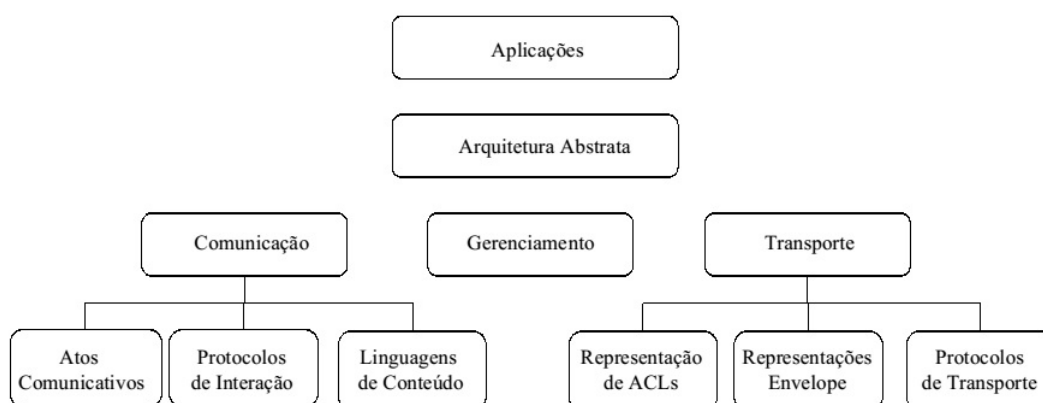 Aplicações
Arquitetura Abstrata
Comunicação
Gerenciamento
Transporte
Atos
Comunicativos
Protocolos
de Interação
Linguagens
de Conteúdo
Representação
de ACLs
Representações
Envelope
Protocolos
de Transporte